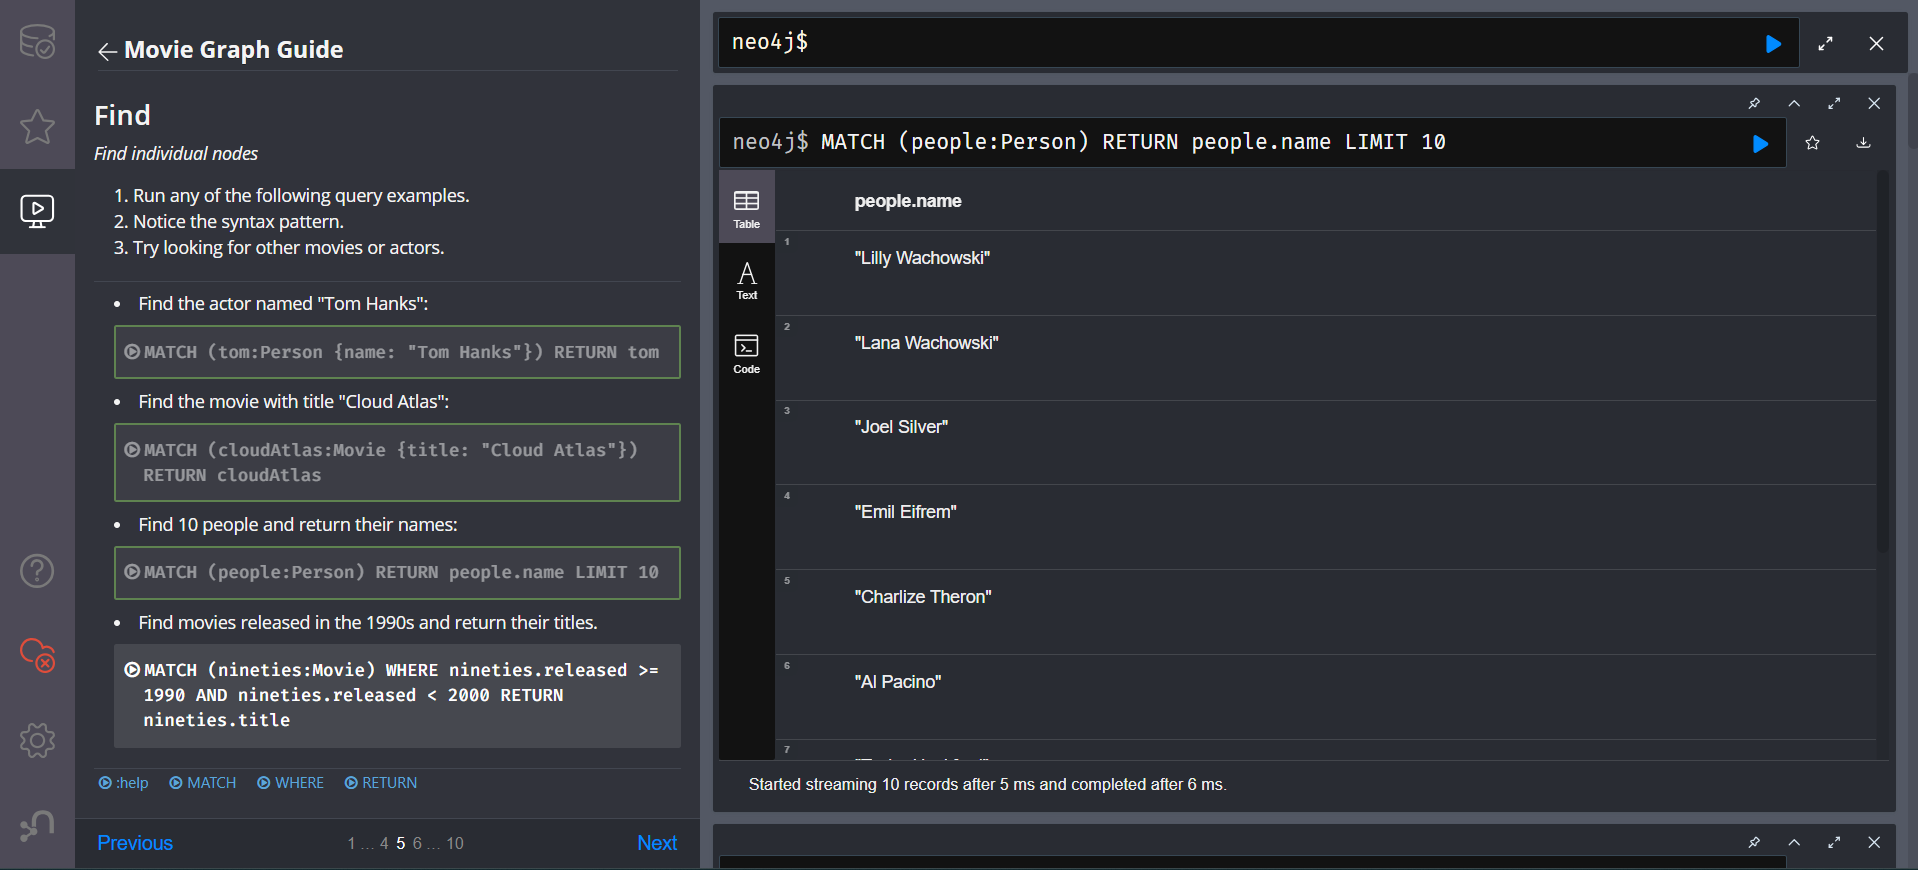 Movie Graph Guide
Find
Find individual nodes
1. Run any of the following query examples.
2. Notice the syntax pattern.
3. Try looking for other movies or actors.
• Find the actor named "Tom Hanks":
MATCH (tom:Person {name: "Tom Hanks"}) RETURN tom
• Find the movie with title "Cloud Atlas":
MATCH (cloudAtlas:Movie {title: "Cloud Atlas"})
RETURN cloudAtlas
• Find 10 people and return their names:
MATCH (people:Person) RETURN people.name LIMIT 10
• Find movies released in the 1990s and return their titles.
MATCH (nineties:Movie) WHERE nineties.released >=
1990 AND nineties.released < 2000 RETURN
nineties.title
:help MATCH WHERE RETURN
Previous 1 ... 4 5 6 ... 10 Next
neo4j$
neo4j$ MATCH (people:Person) RETURN people.name LIMIT 10
Table
Text
Code
people.name
1
"Lilly Wachowski"
2
"Lana Wachowski"
3
"Joel Silver"
4
"Emil Eifrem"
5
"Charlize Theron"
6
"Al Pacino"
7
Started streaming 10 records after 5 ms and completed after 6 ms.